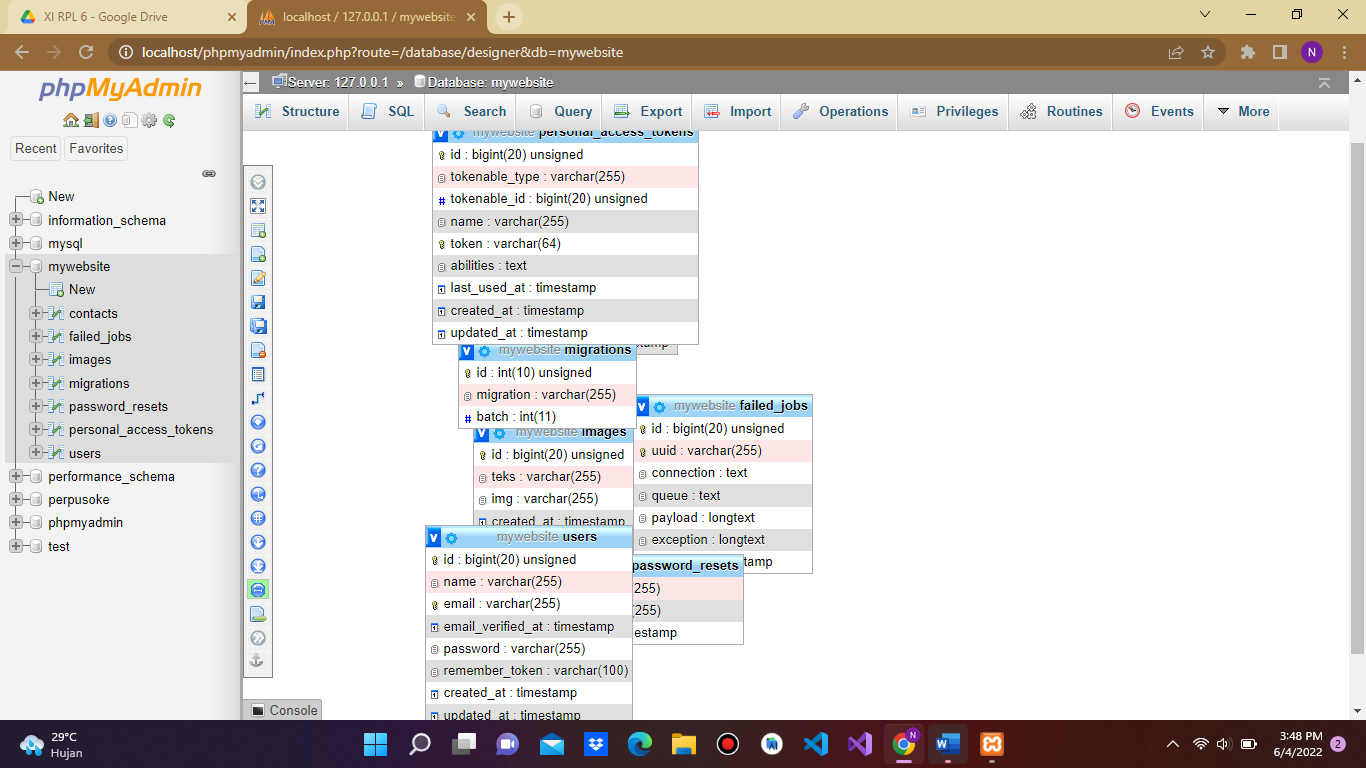 XI RPL 6 - Google Drive
localhost / 127.0.0.1 / mywebsite
localhost/phpmyadmin/index.php?route=/database/designer&db=mywebsite
N
phpMyAdmin
Recent Favorites
New
information_schema
mysql
mywebsite
New
contacts
failed_jobs
images
migrations
password_resets
personal_access_tokens
users
performance_schema
perpusoke
phpmyadmin
test
Server: 127.0.0.1 » Database: mywebsite
Structure SQL Search Query Export Import Operations Privileges Routines Events More
mywebsite personal_access_tokens
id : bigint(20) unsigned
tokenable_type : varchar(255)
tokenable_id : bigint(20) unsigned
name : varchar(255)
token : varchar(64)
abilities : text
last_used_at : timestamp
created_at : timestamp
updated_at : timestamp
mywebsite migrations
id : int(10) unsigned
migration : varchar(255)
batch : int(11)
mywebsite images
id : bigint(20) unsigned
teks : varchar(255)
img : varchar(255)
created_at : timestamp
mywebsite failed_jobs
id : bigint(20) unsigned
uuid : varchar(255)
connection : text
queue : text
payload : longtext
exception : longtext
tamp
mywebsite users
id : bigint(20) unsigned
name : varchar(255)
email : varchar(255)
email_verified_at : timestamp
password : varchar(255)
remember_token : varchar(100)
created_at : timestamp
updated_at : timestamp
password_resets
(255)
(255)
estamp
Console
29°C
Hujan
3:48 PM
6/4/2022
2